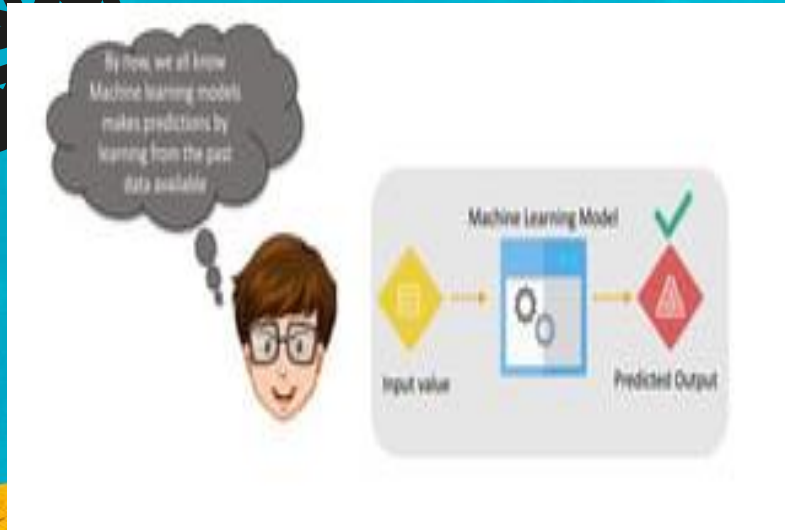 By now, we all know
Machine learning models
makes predictions by
learning from the past
data available
Machine Learning Model
Input value
Predicted Output